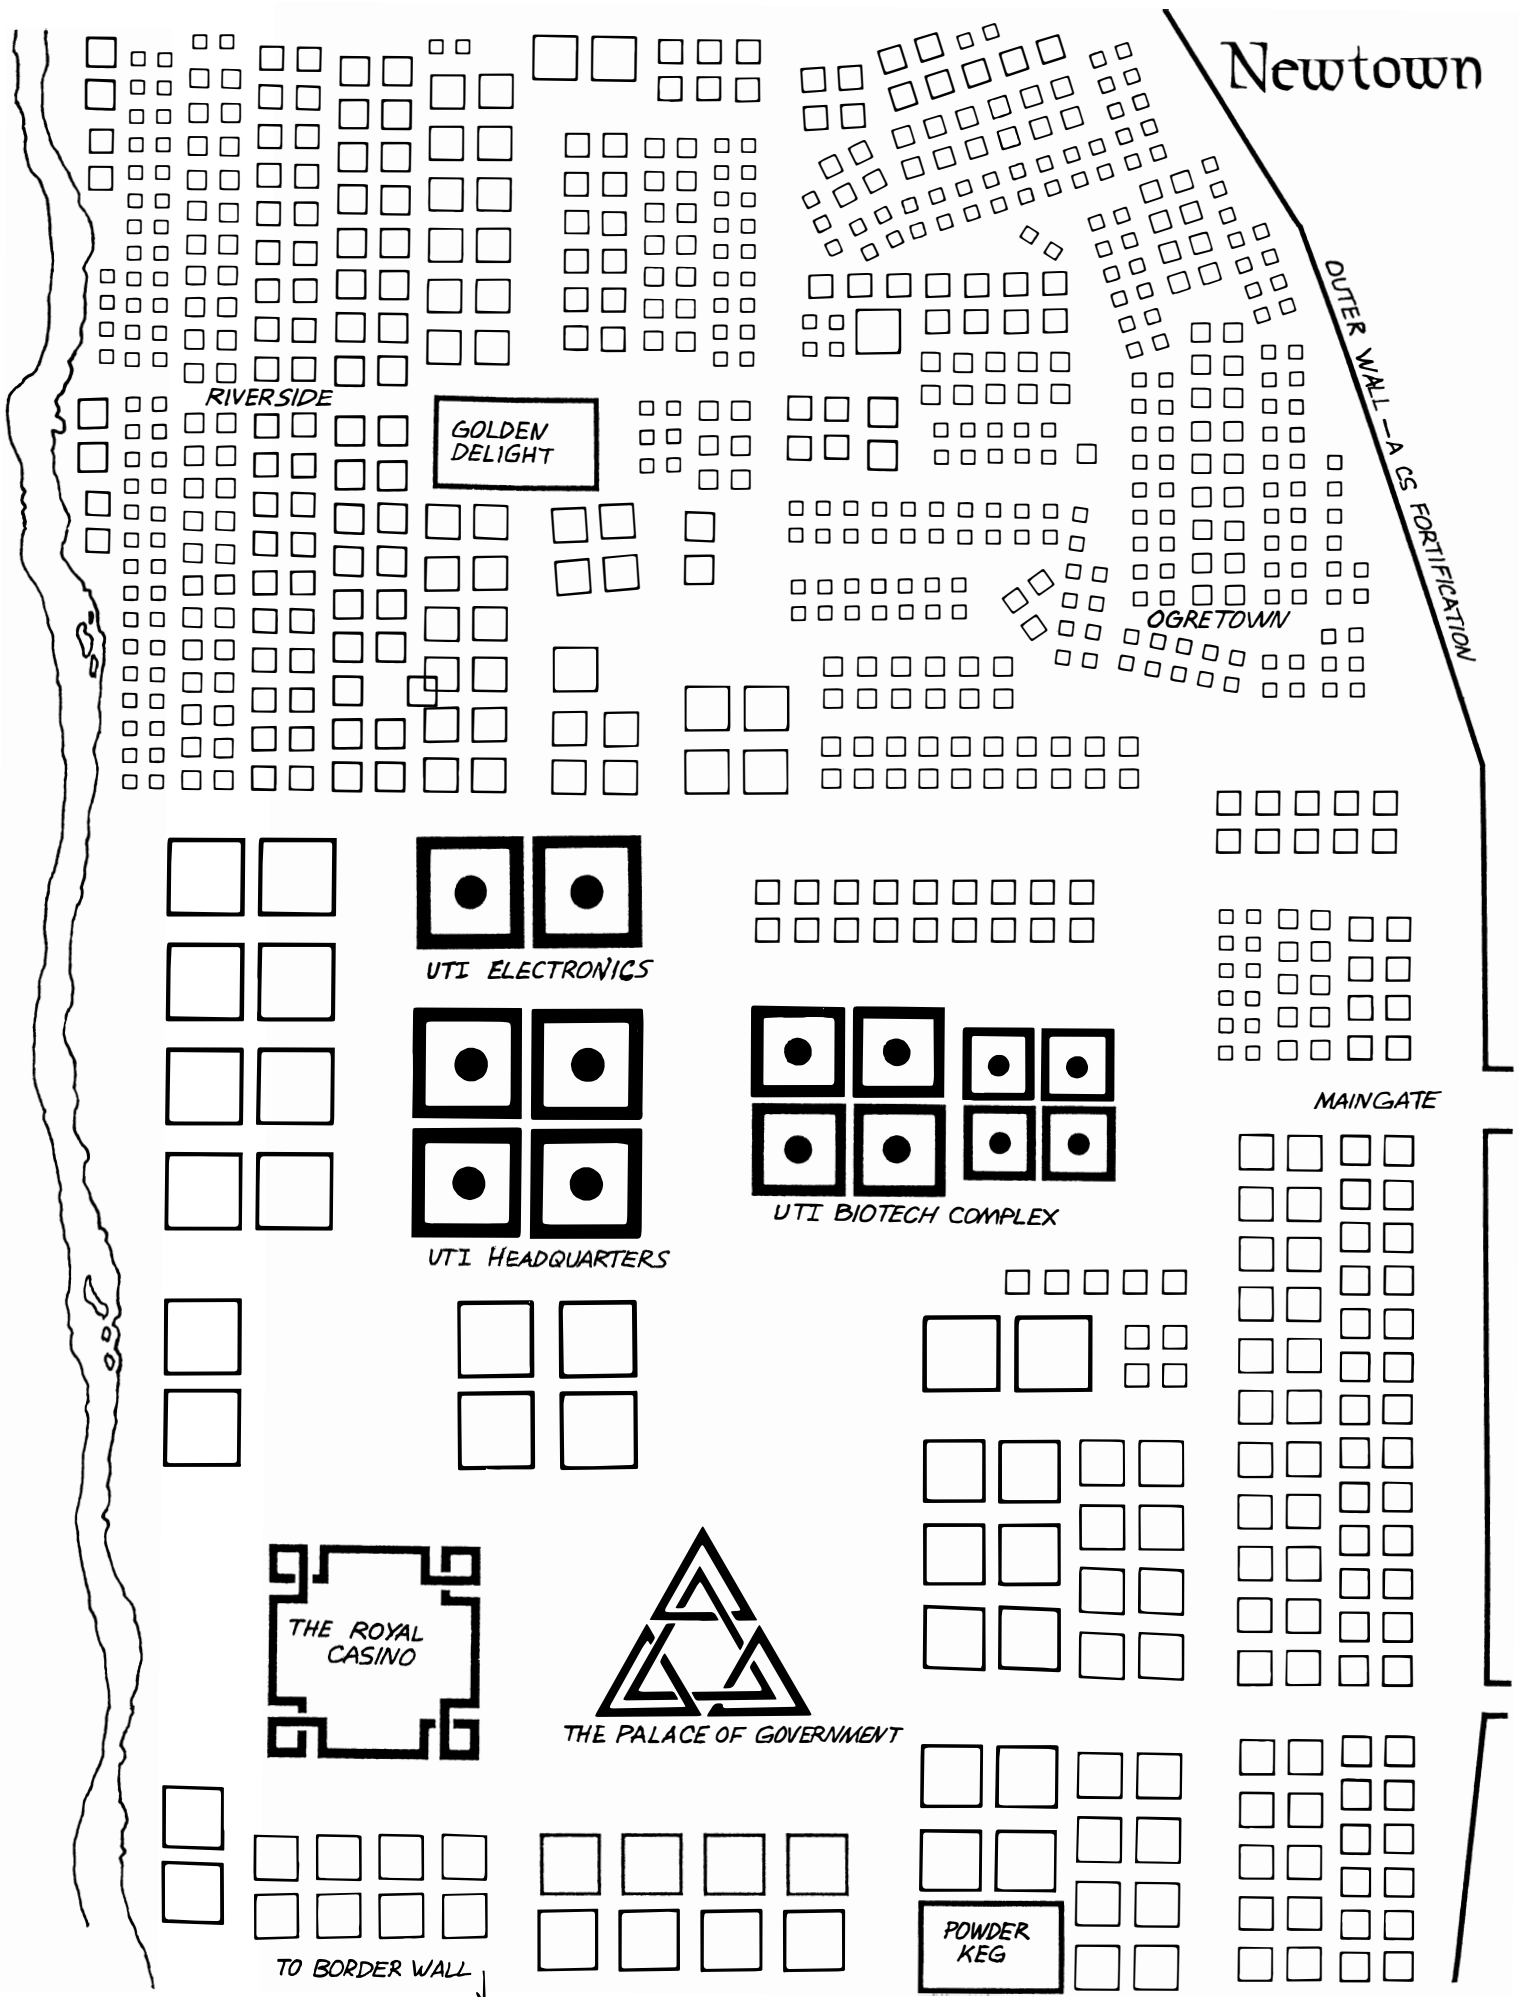 Newtown
OUTER WALL — A CS FORTIFICATION
RIVERSIDE
GOLDEN
DELIGHT
OGRETOWN
UTI ELECTRONICS
MAINGATE
UTI BIOTECH COMPLEX
UTI HEADQUARTERS
THE ROYAL
CASINO
THE PALACE OF GOVERNMENT
POWDER
KEG
TO BORDER WALL